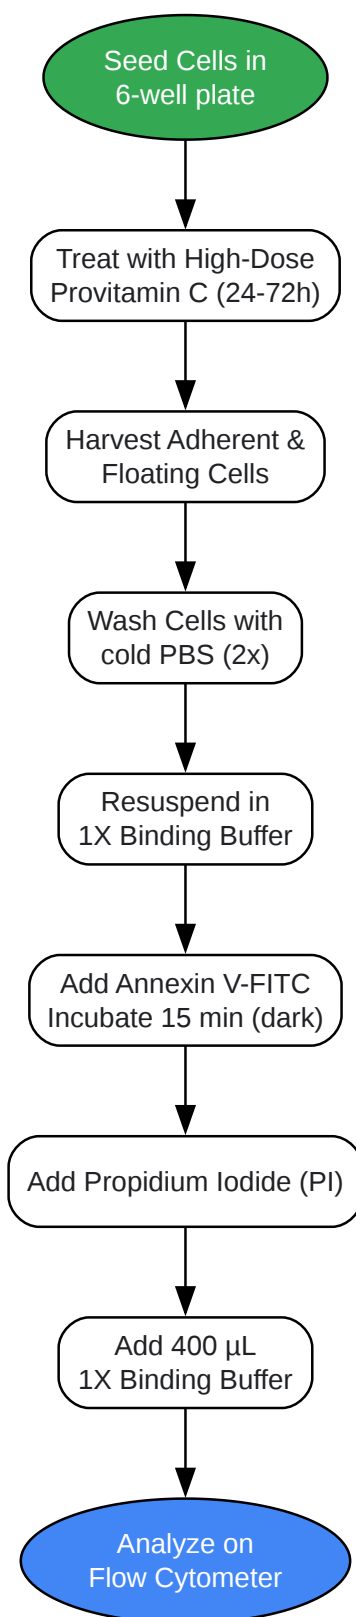 Seed Cells in
6-well plate
Treat with High-Dose
Provitamin C (24-72h)
Harvest Adherent &
Floating Cells
Wash Cells with
cold PBS (2x)
Resuspend in
1X Binding Buffer
Add Annexin V-FITC
Incubate 15 min (dark)
Add Propidium Iodide (PI)
Add 400 µL
1X Binding Buffer
Analyze on
Flow Cytometer